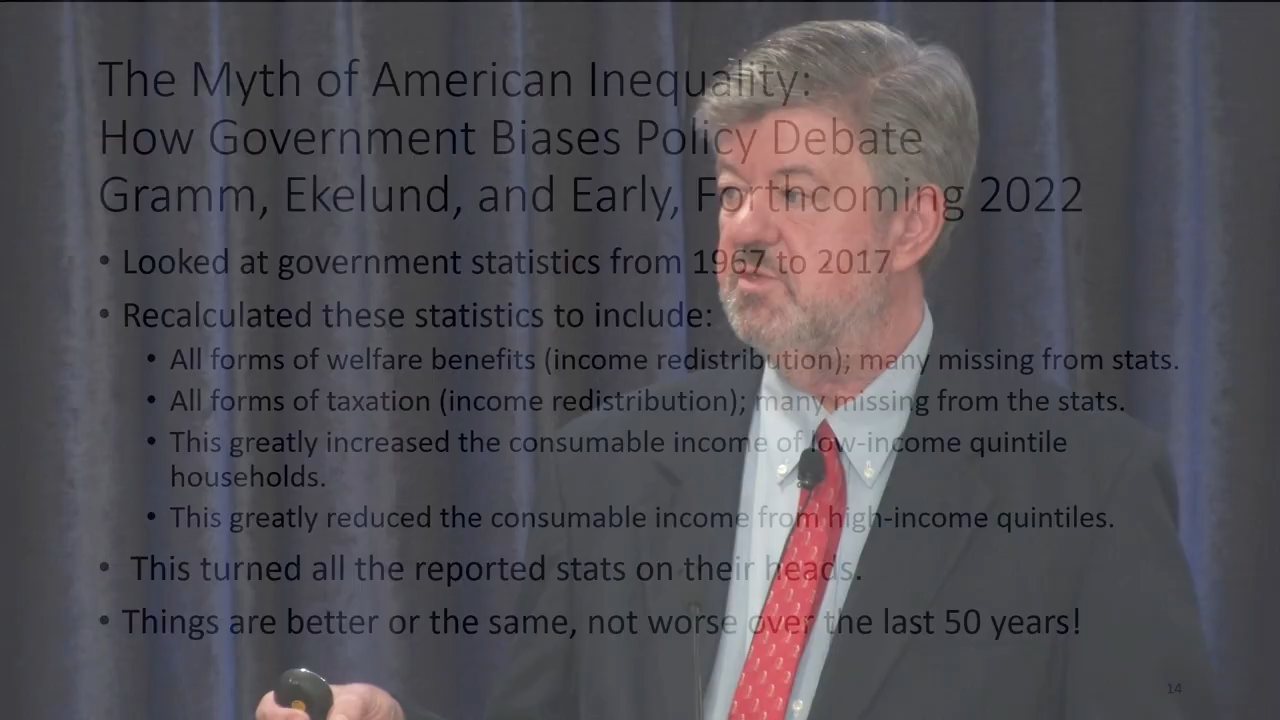 The Myth of American Inequality:
How Government Biases Policy Debate
Gramm, Ekelund, and Early, Forthcoming 2022
• Looked at government statistics from 1967 to 2017
• Recalculated these statistics to include:
• All forms of welfare benefits (income redistribution); many missing from stats.
• All forms of taxation (income redistribution); many missing from the stats.
• This greatly increased the consumable income of low-income quintile
households.
• This greatly reduced the consumable income from high-income quintiles.
• This turned all the reported stats on their heads.
• Things are better or the same, not worse over the last 50 years!
14